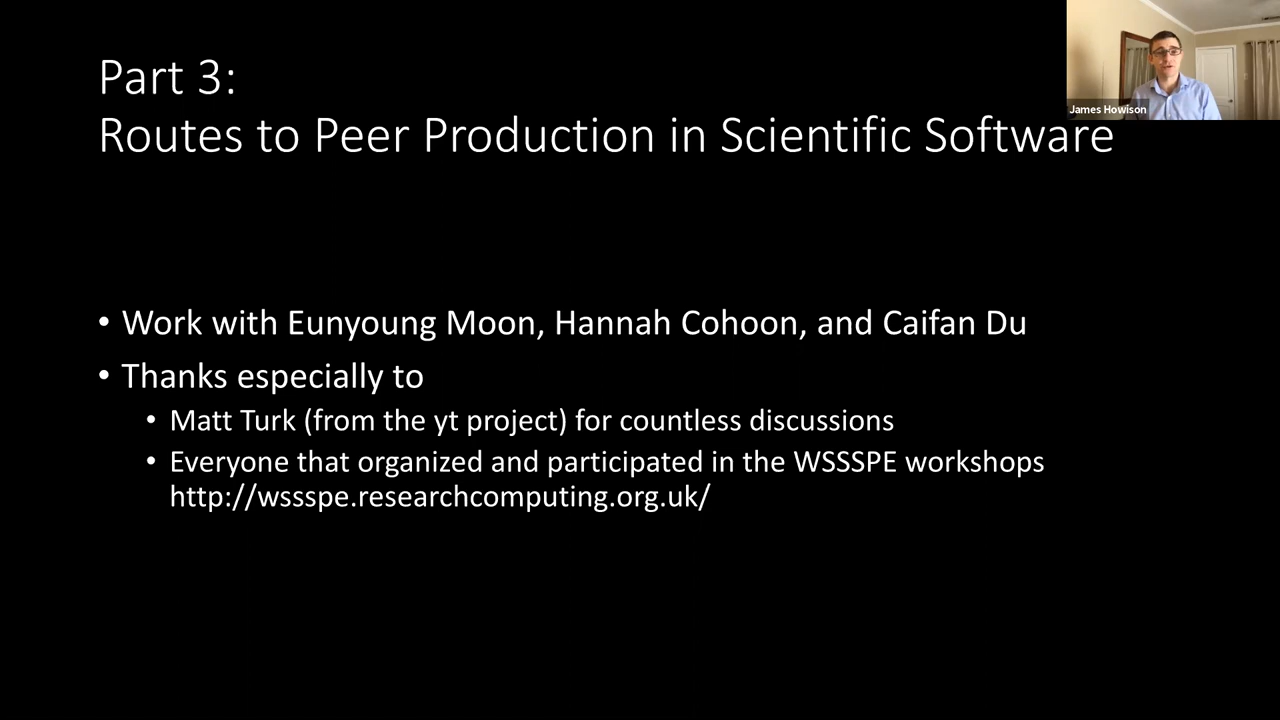 Part 3:
Routes to Peer Production in Scientific Software
James Howison
• Work with Eunyoung Moon, Hannah Cohoon, and Caifan Du
• Thanks especially to
• Matt Turk (from the yt project) for countless discussions
• Everyone that organized and participated in the WSSSPE workshops
http://wssspe.researchcomputing.org.uk/